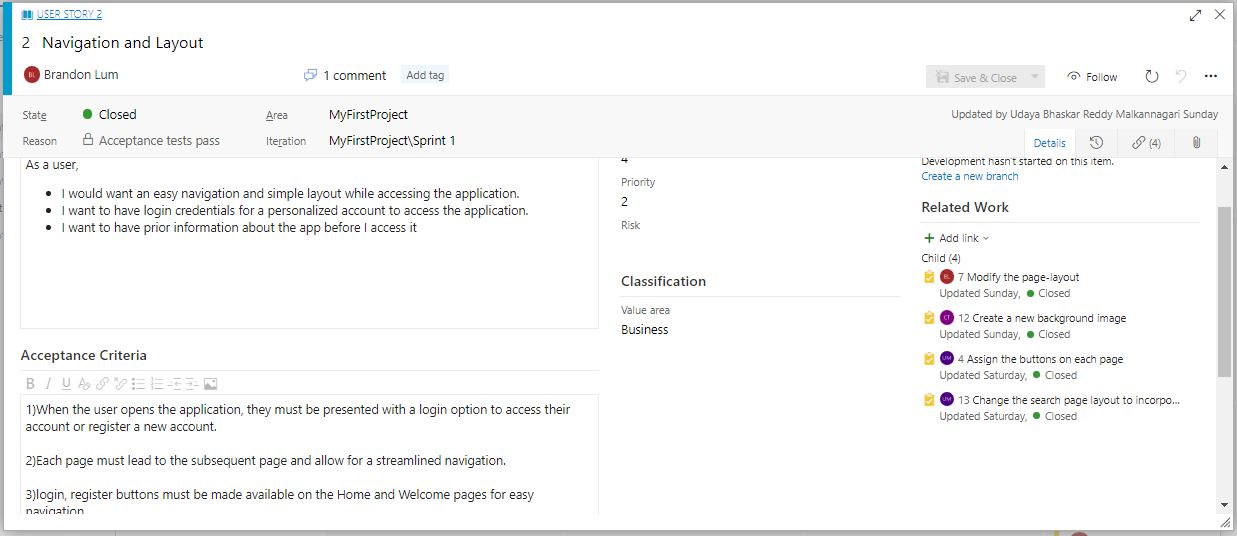 USER STORY 2
2 Navigation and Layout
BL Brandon Lum
1 comment
Add tag
Save & Close
Follow
State
Closed
Area
MyFirstProject
Updated by Udaya Bhaskar Reddy Malkannagari Sunday
Reason
Acceptance tests pass
Iteration
MyFirstProject\Sprint 1
Details
(4)
As a user,
• I would want an easy navigation and simple layout while accessing the application.
• I want to have login credentials for a personalized account to access the application.
• I want to have prior information about the app before I access it
Acceptance Criteria
B I U
1)When the user opens the application, they must be presented with a login option to access their
account or register a new account.
2)Each page must lead to the subsequent page and allow for a streamlined navigation.
3)login, register buttons must be made available on the Home and Welcome pages for easy
navigation
4
Priority
2
Risk
Classification
Value area
Business
Development hasn't started on this item.
Create a new branch
Related Work
+ Add link
Child (4)
BL 7 Modify the page-layout
Updated Sunday, Closed
CT 12 Create a new background image
Updated Sunday, Closed
UM 4 Assign the buttons on each page
Updated Saturday, Closed
UM 13 Change the search page layout to incorpo...
Updated Saturday, Closed